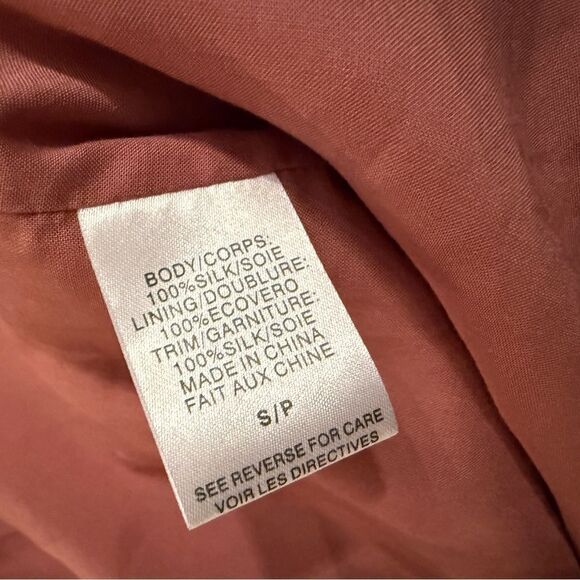 BODY/CORPS:
100%SILK/SOIE
LINING/DOUBLURE:
100%ECOVERO
TRIM/GARNITURE:
100%SILK/SOIE
MADE IN CHINA
FAIT AUX CHINE
S/P
SEE REVERSE FOR CARE
VOIR LES DIRECTIVES